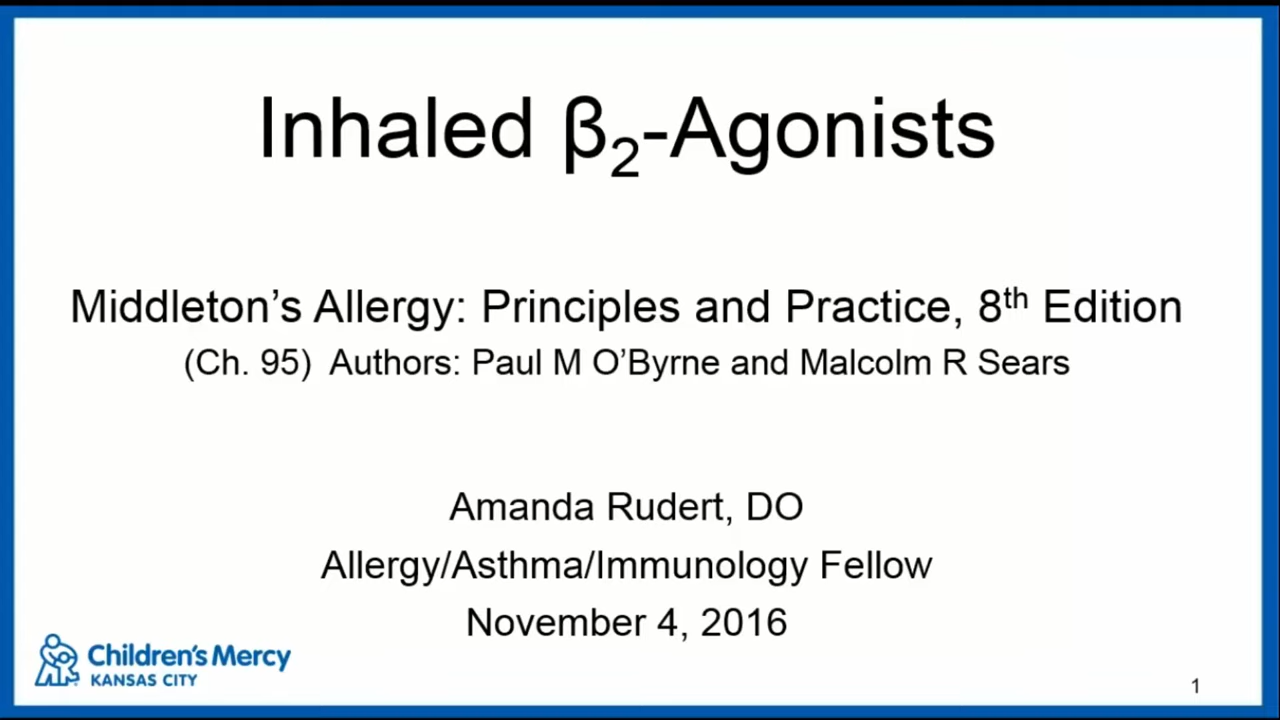 Inhaled β₂-Agonists
Middleton’s Allergy: Principles and Practice, 8ᵗʰ Edition
(Ch. 95) Authors: Paul M O’Byrne and Malcolm R Sears
Amanda Rudert, DO
Allergy/Asthma/Immunology Fellow
November 4, 2016
Children's Mercy
KANSAS CITY
1